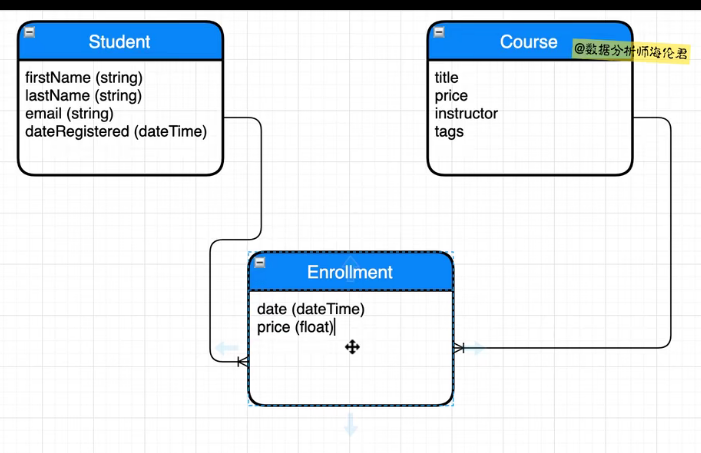 Student
firstName (string)
lastName (string)
email (string)
dateRegistered (dateTime)
Course
@数据分析师海伦君
title
price
instructor
tags
Enrollment
date (dateTime)
price (float)